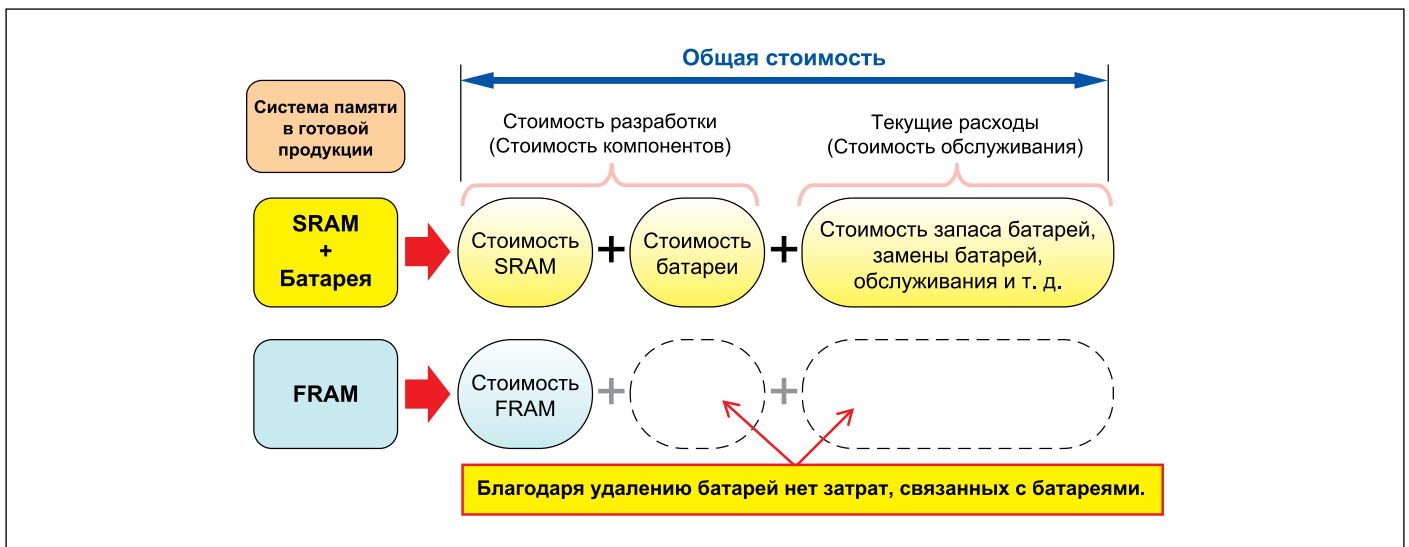 Общая стоимость
Система памяти
в готовой
продукции
Стоимость разработки
(Стоимость компонентов)
Текущие расходы
(Стоимость обслуживания)
SRAM
+
Батарея
Стоимость
SRAM
+
Стоимость
батареи
+
Стоимость запаса батарей,
замены батарей,
обслуживания и т. д.
FRAM
Стоимость
FRAM
+
+
Благодаря удалению батарей нет затрат, связанных с батареями.